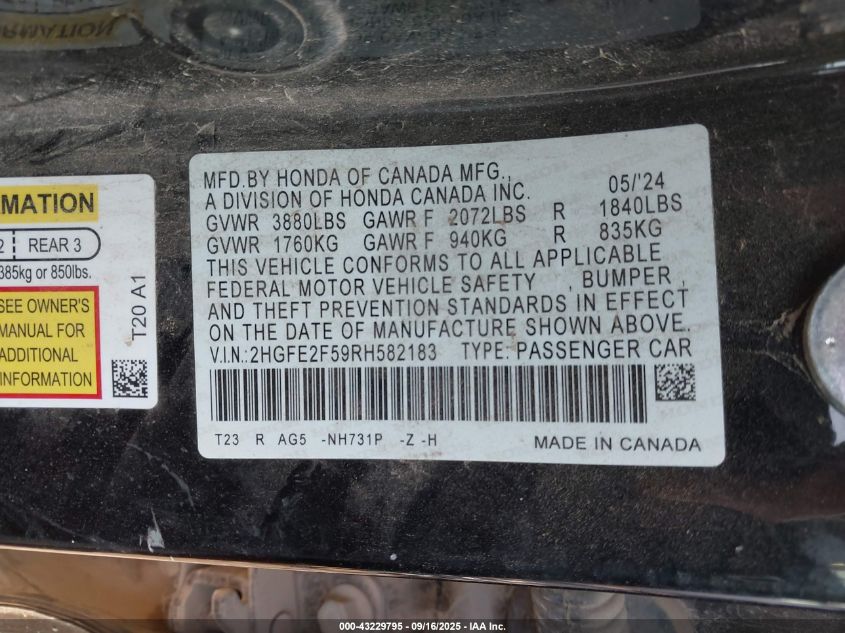 MATION
2 REAR 3
385kg or 850lbs.
SEE OWNER'S
MANUAL FOR
ADDITIONAL
INFORMATION
T20 A1
MFD.BY HONDA OF CANADA MFG., 05/'24
A DIVISION OF HONDA CANADA INC.
GVWR 3880LBS GAWR F 2072LBS R 1840LBS
GVWR 1760KG GAWR F 940KG R 835KG
THIS VEHICLE CONFORMS TO ALL APPLICABLE
FEDERAL MOTOR VEHICLE SAFETY , BUMPER ,
AND THEFT PREVENTION STANDARDS IN EFFECT
ON THE DATE OF MANUFACTURE SHOWN ABOVE.
V.I.N.:2HGFE2F59RH582183 TYPE: PASSENGER CAR
T23 R AG5 -NH731P -Z -H MADE IN CANADA
000-43229795 - 09/16/2025 - IAA Inc.